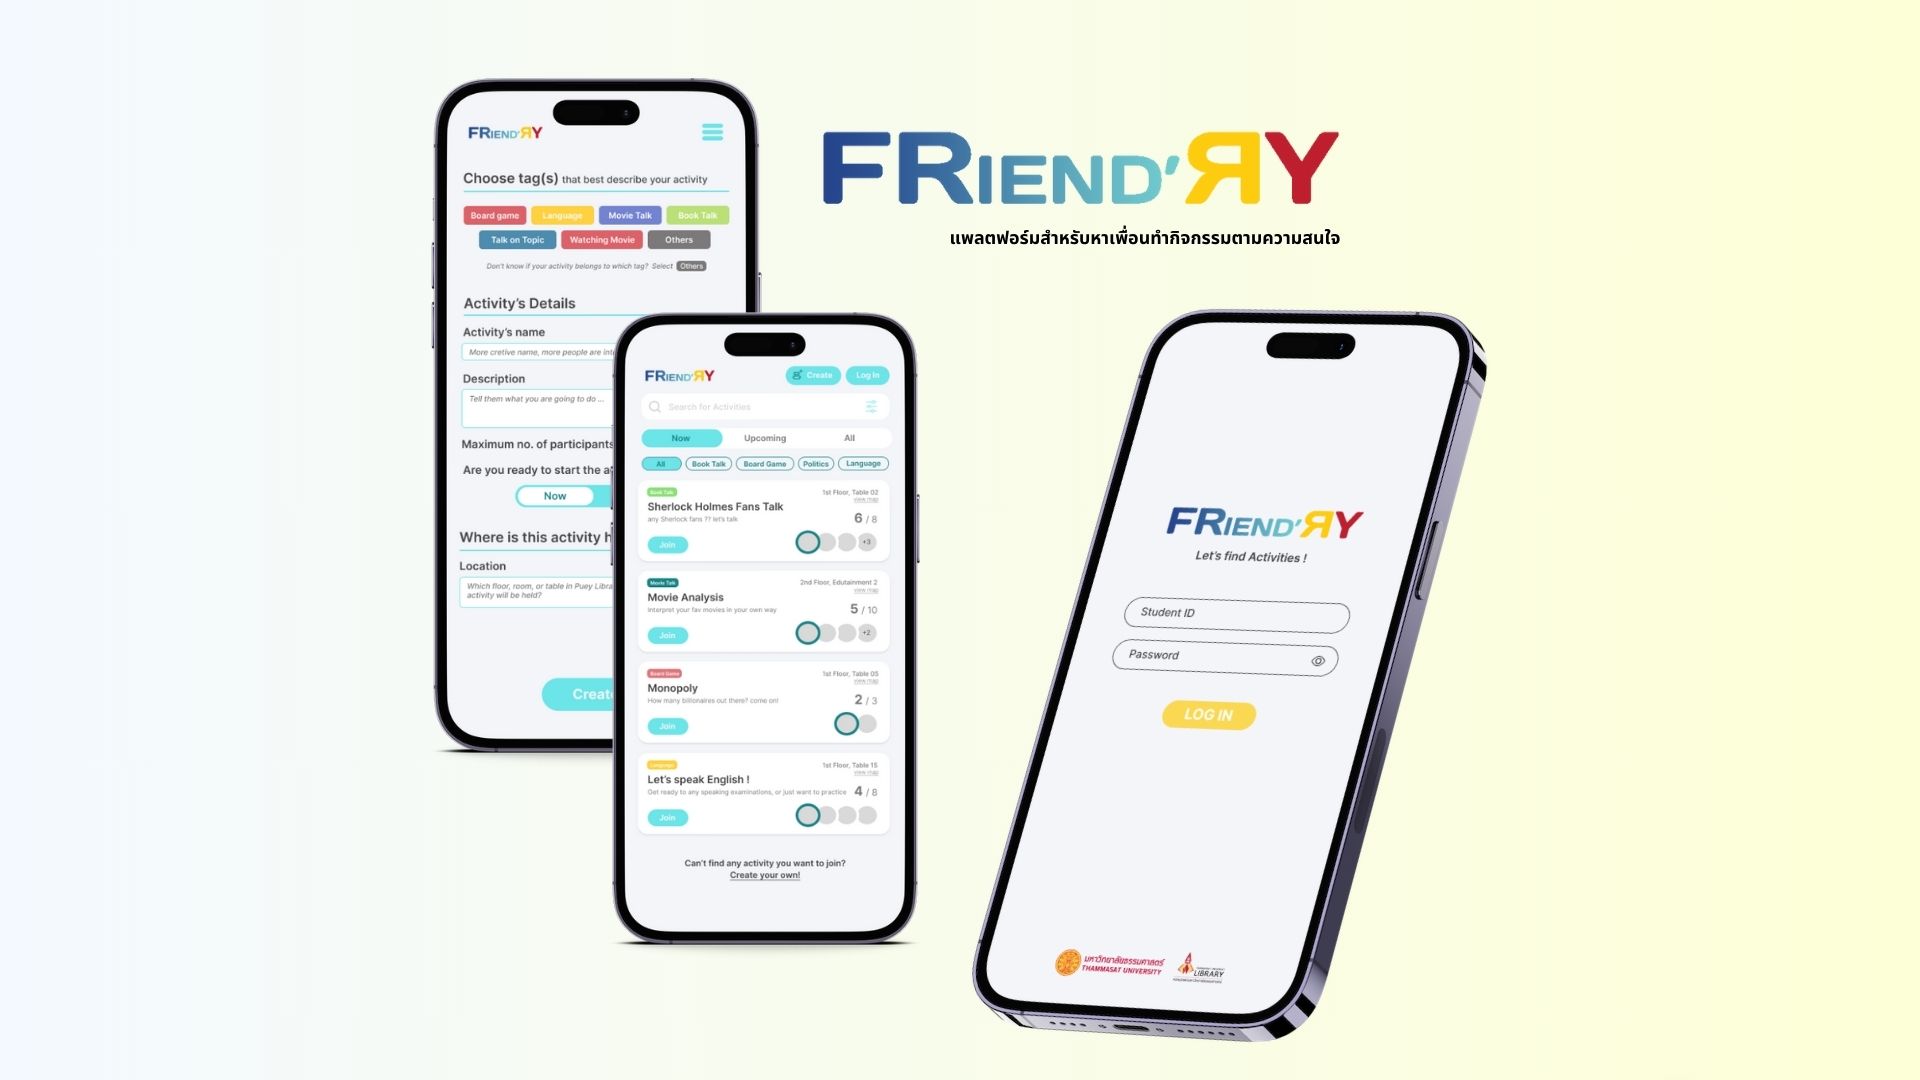 FRIEND'ЯY
แพลตฟอร์มสำหรับหาเพื่อนทำกิจกรรมตามความสนใจ
FRIEND'ЯY
Choose tag(s) that best describe your activity
Board game Language Movie Talk Book Talk
Talk on Topic Watching Movie Others
Don't know if your activity belongs to which tag? Select Others
Activity's Details
Activity's name
More cretive name, more people are
Description
Tell them what you are going to do ...
Maximum no. of participants
Are you ready to start the
Now
Where is this activity
Location
Which floor, room, or table in Puey
activity will be held?
FRIEND'ЯY
Create Log In
Search for Activities
Now Upcoming All
All Book Talk Board Game Politics Language
Book Talk
1st Floor, Table 02
view map
Sherlock Holmes Fans Talk
any Sherlock fans ?? let's talk
6 / 8
Join
+3
Movie Talk
2nd Floor, Edutainment 2
view map
Movie Analysis
Interpret your fav movies in your own way
5 / 10
Join
+2
Board Game
1st Floor, Table 05
view map
Monopoly
How many billionaires out there? come on!
2 / 3
Join
Language
1st Floor, Table 15
view map
Let's speak English !
Get ready to any speaking examinations, or just want to practice
4 / 8
Join
Can't find any activity you want to join?
Create your own!
FRIEND'ЯY
Let's find Activities !
Student ID
Password
LOG IN
มหาวิทยาลัยธรรมศาสตร์
THAMMASAT UNIVERSITY
LIBRARY